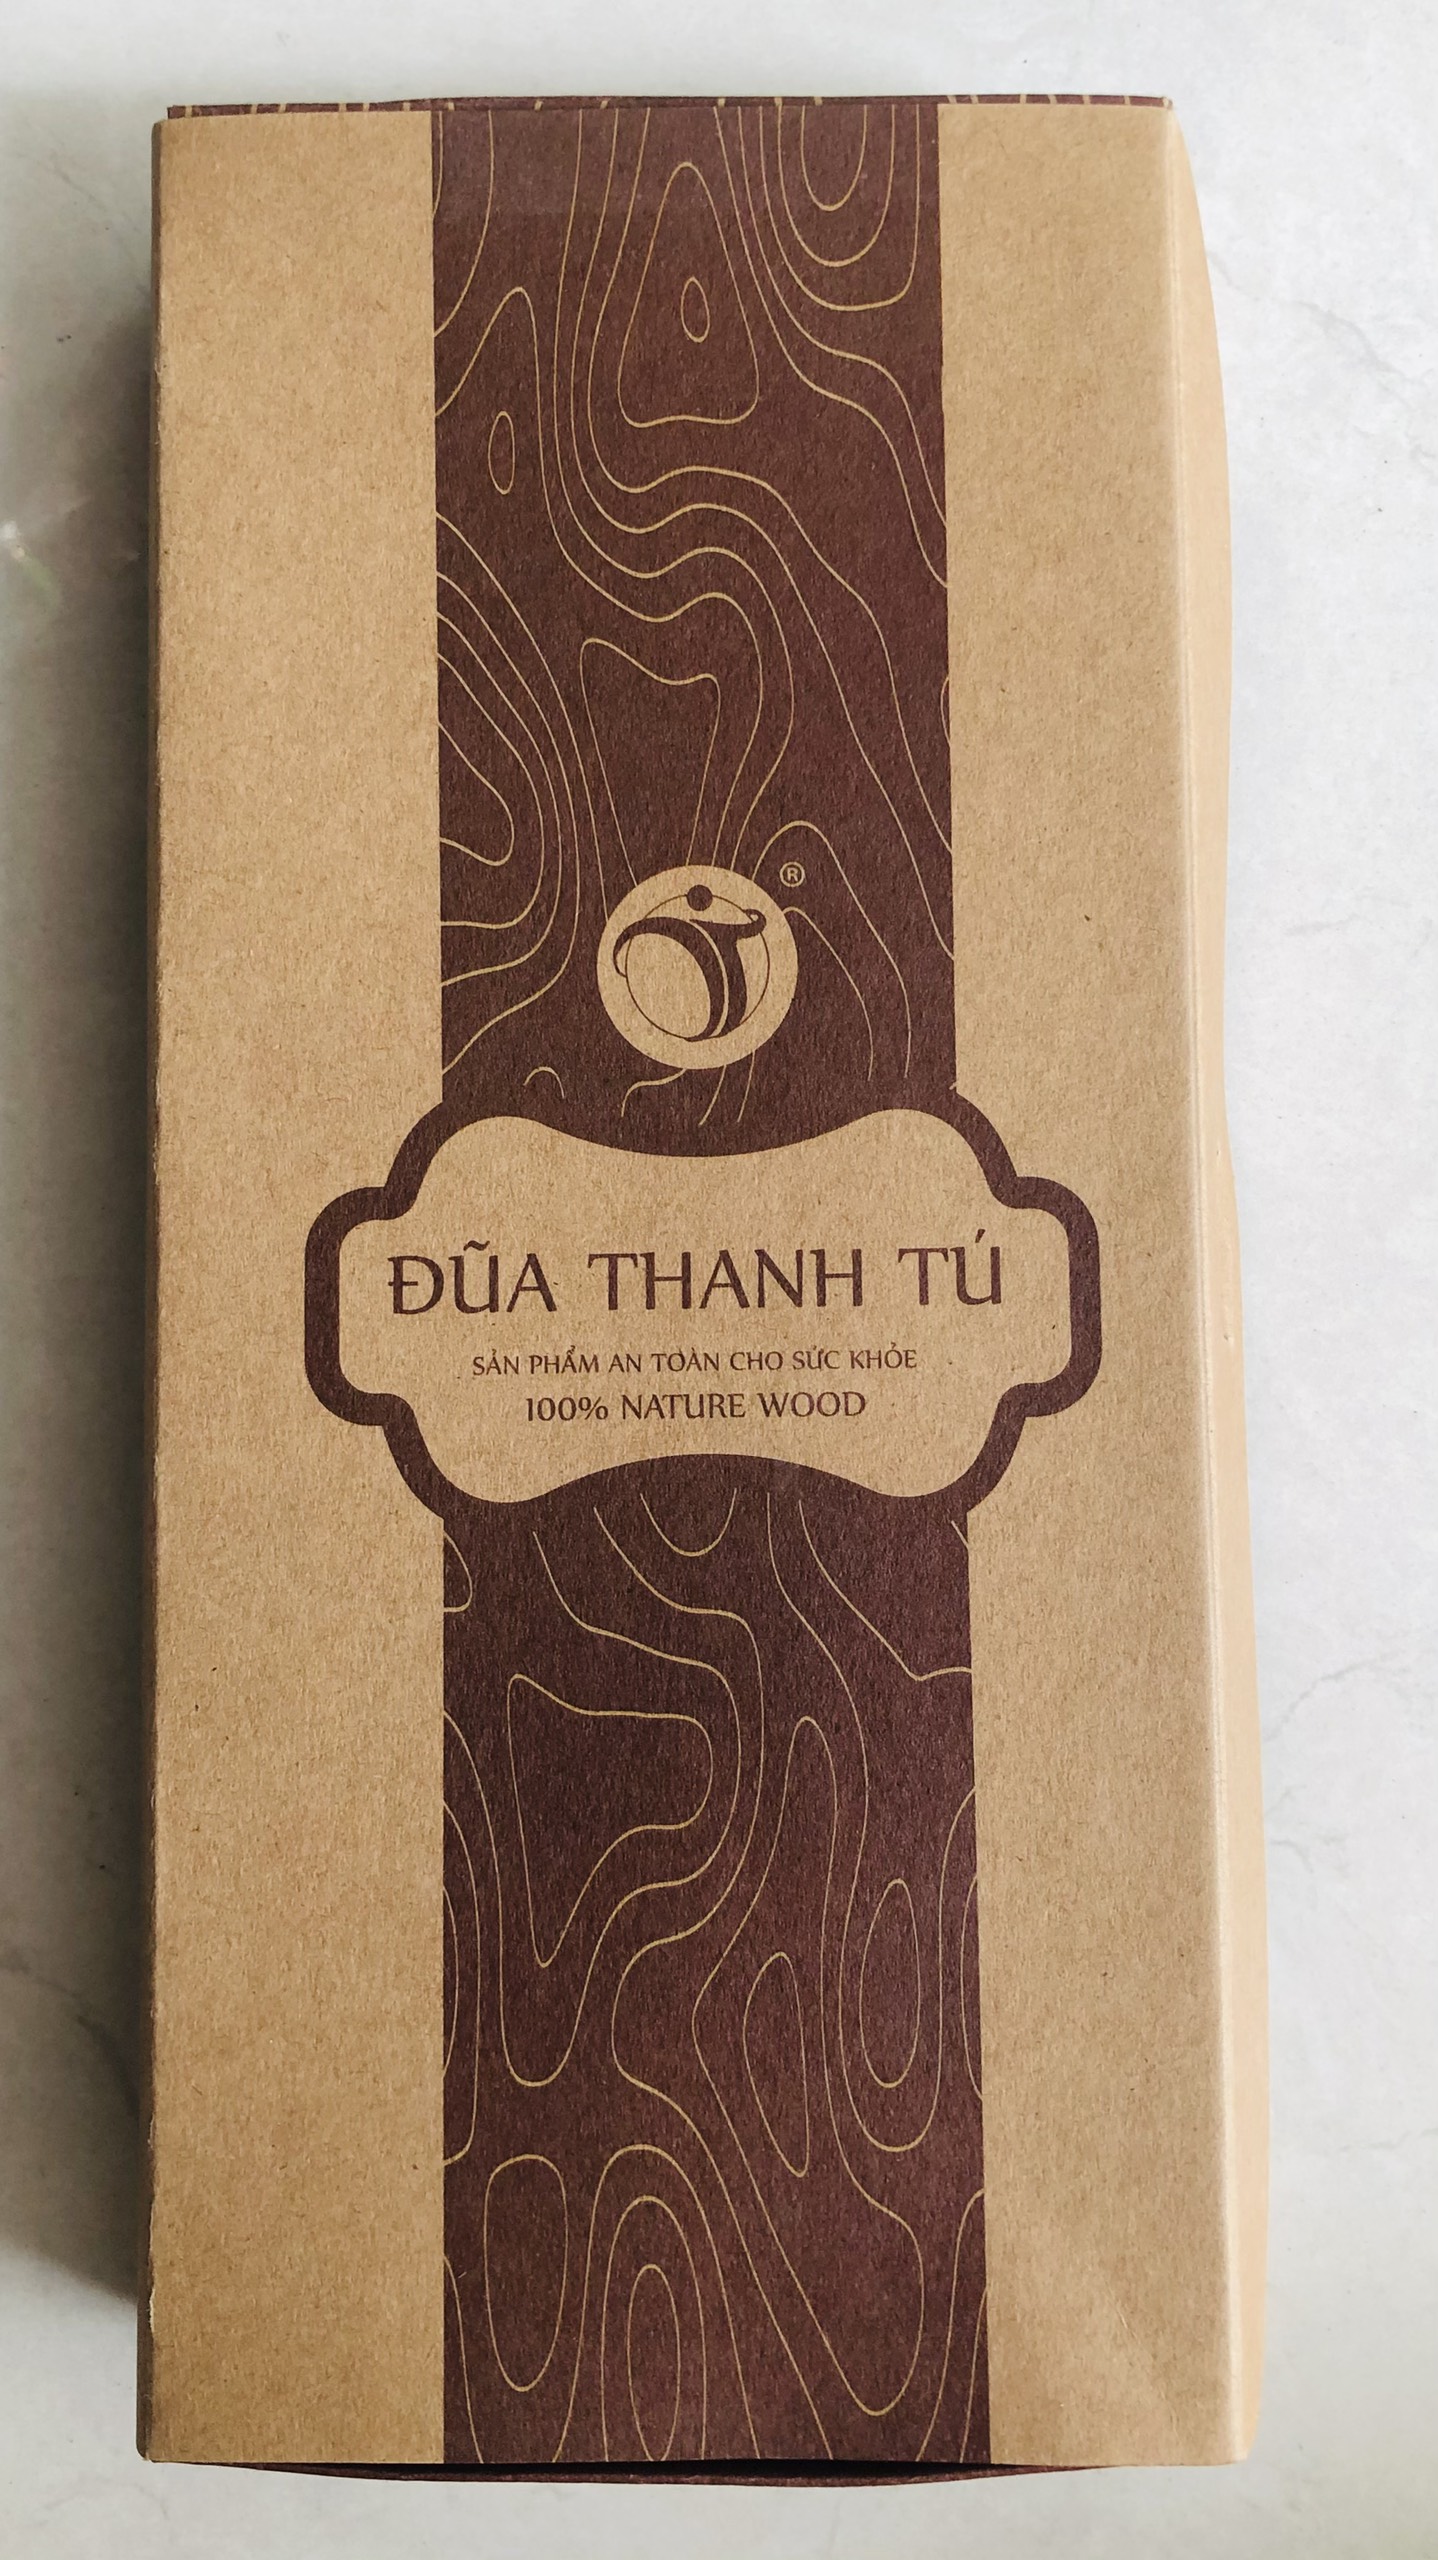 ®
ĐŨA THANH TÚ
SẢN PHẨM AN TOÀN CHO SỨC KHỎE
100% NATURE WOOD